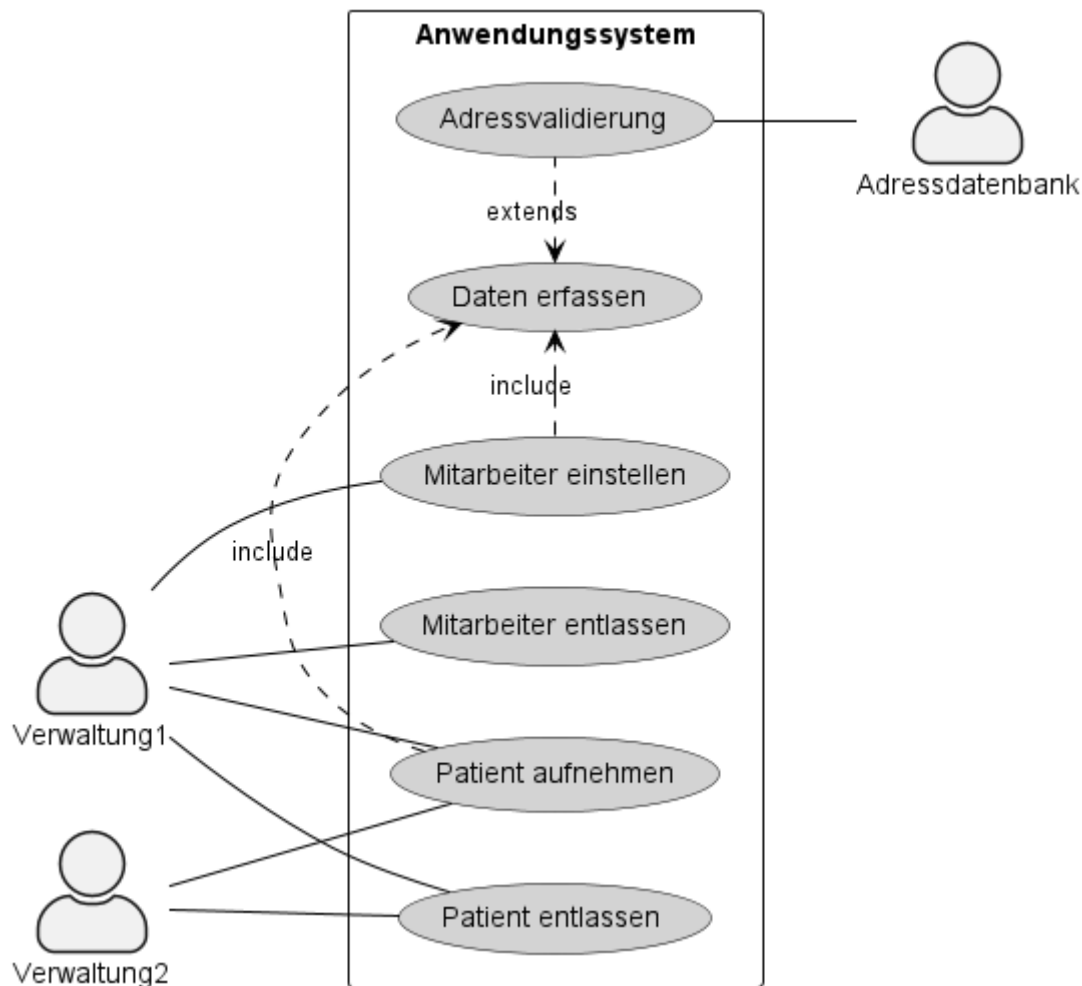 Anwendungssystem
Adressvalidierung
Adressdatenbank
extends
Daten erfassen
include
Mitarbeiter einstellen
include
Mitarbeiter entlassen
Verwaltung1
Patient aufnehmen
Patient entlassen
Verwaltung2